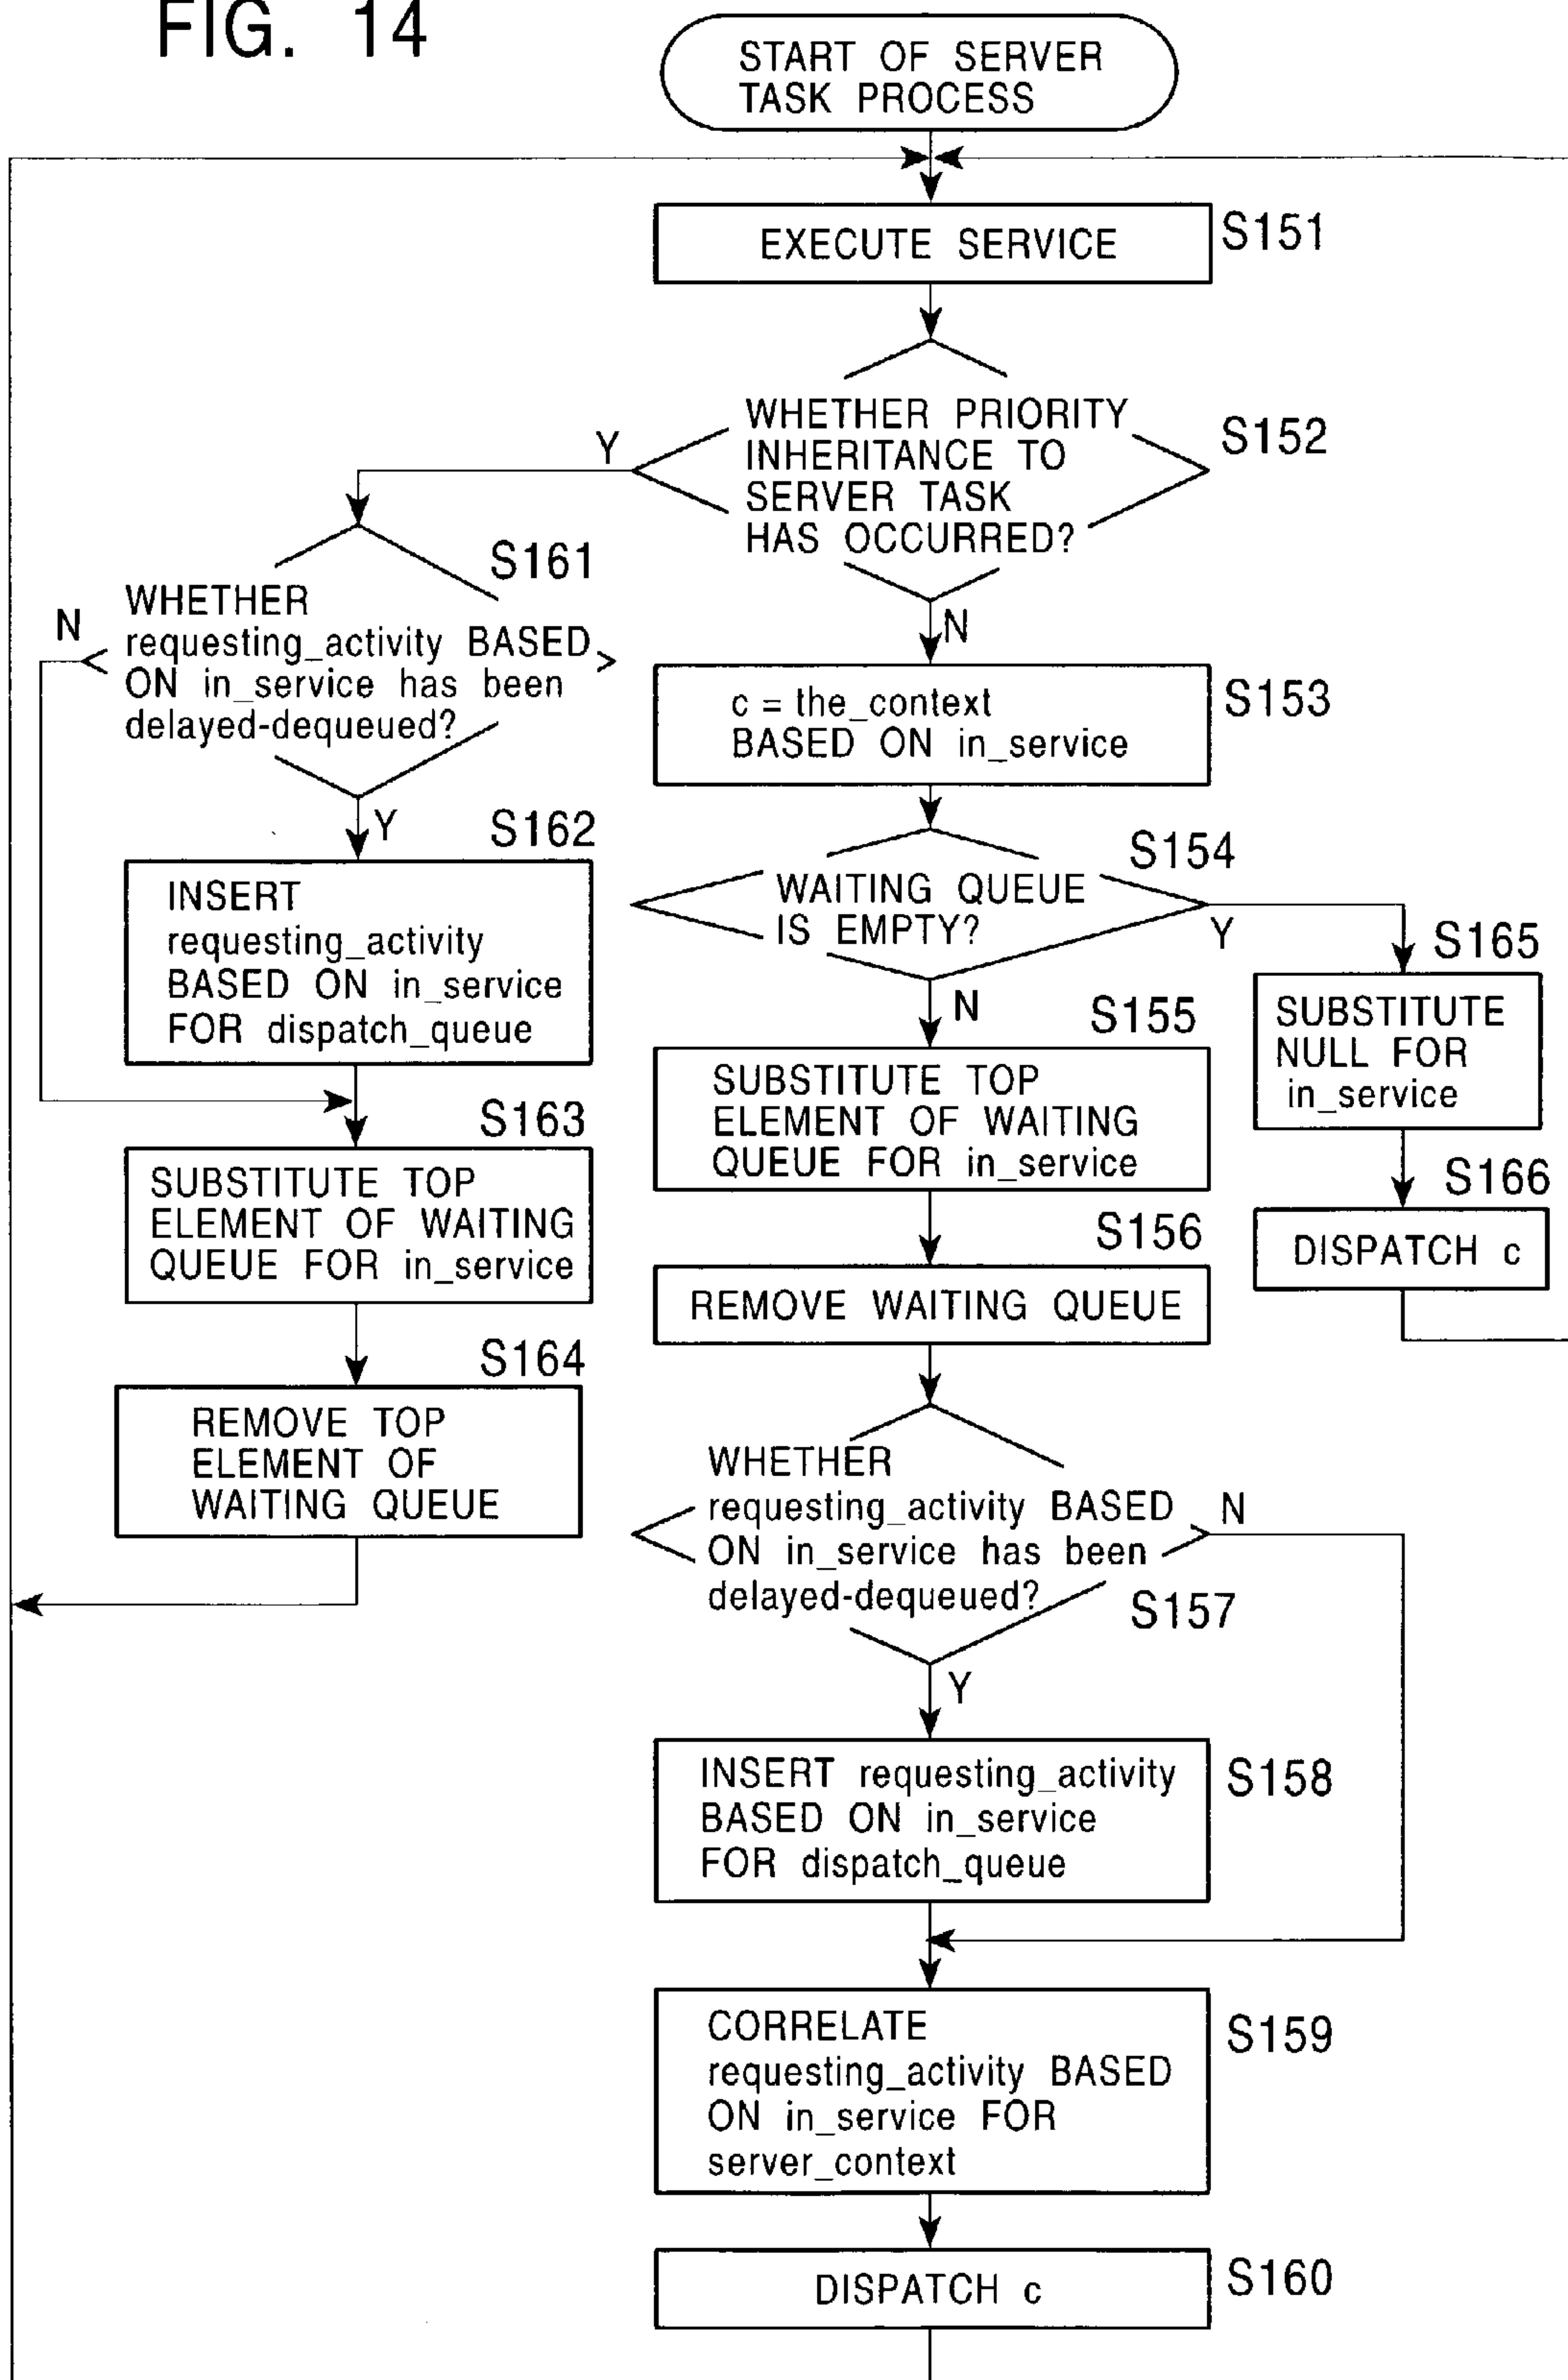 FIG. 14
START OF SERVER
TASK PROCESS
EXECUTE SERVICE
S151
WHETHER PRIORITY
INHERITANCE TO
SERVER TASK
HAS OCCURRED?
S152
Y
N
S161
WHETHER
requesting_activity BASED
ON in_service has been
delayed-dequeued?
N
Y
c = the_context
BASED ON in_service
S153
S162
INSERT
requesting_activity
BASED ON in_service
FOR dispatch_queue
S154
WAITING QUEUE
IS EMPTY?
Y
N
S165
SUBSTITUTE
NULL FOR
in_service
S155
SUBSTITUTE TOP
ELEMENT OF WAITING
QUEUE FOR in_service
S163
SUBSTITUTE TOP
ELEMENT OF WAITING
QUEUE FOR in_service
S166
DISPATCH c
S156
REMOVE WAITING QUEUE
S164
REMOVE TOP
ELEMENT OF
WAITING QUEUE
WHETHER
requesting_activity BASED
ON in_service has been
delayed-dequeued?
N
S157
Y
INSERT requesting_activity
BASED ON in_service
FOR dispatch_queue
S158
CORRELATE
requesting_activity BASED
ON in_service FOR
server_context
S159
DISPATCH c
S160